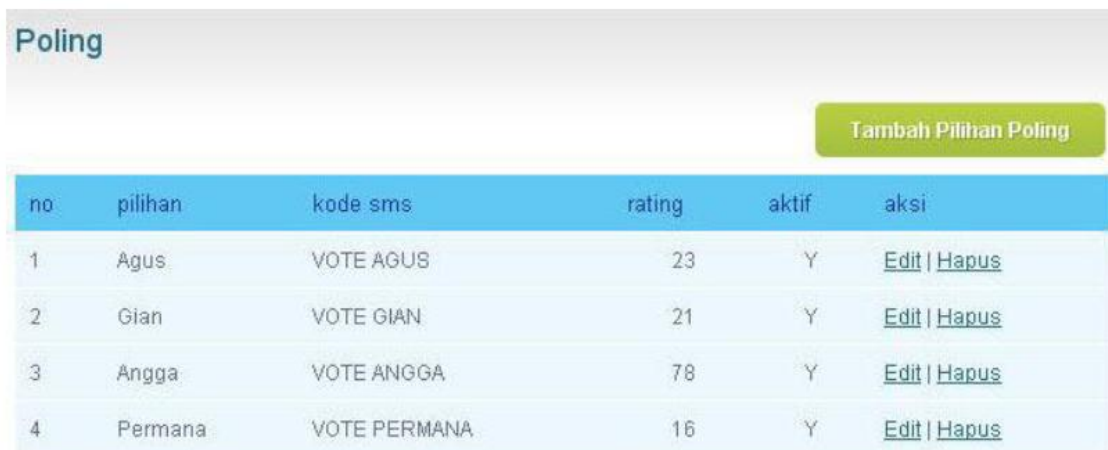 Poling
Tambah Pilihan Poling
no pilihan kode sms rating aktif aksi
1 Agus VOTE AGUS 23 Y Edit | Hapus
2 Gian VOTE GIAN 21 Y Edit | Hapus
3 Angga VOTE ANGGA 78 Y Edit | Hapus
4 Permana VOTE PERMANA 16 Y Edit | Hapus